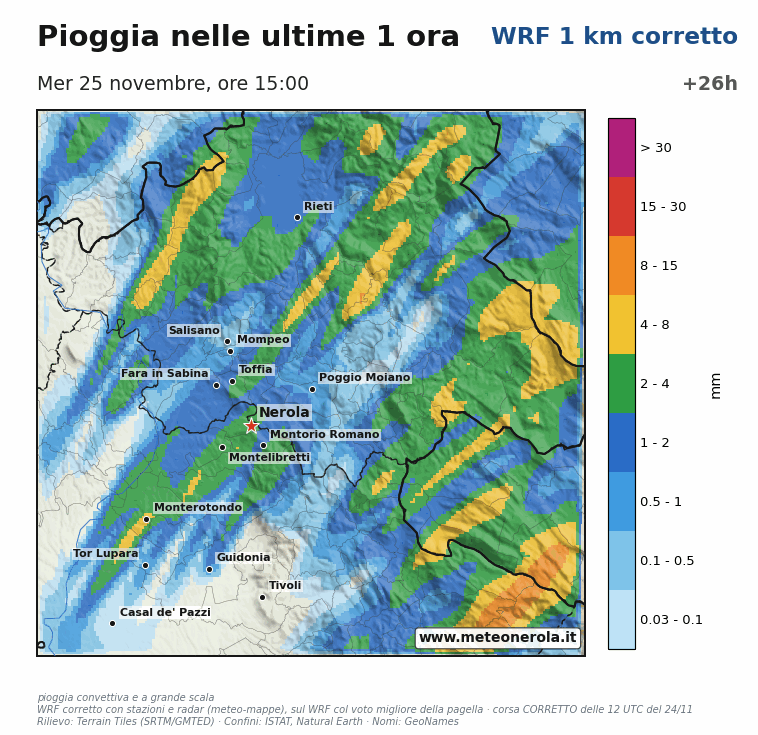 Pioggia nelle ultime 1 ora
WRF 1 km corretto
Mer 25 novembre, ore 15:00
+26h
> 30
15 - 30
8 - 15
4 - 8
2 - 4
1 - 2
0.5 - 1
0.1 - 0.5
0.03 - 0.1
mm
Rieti
Salisano
Mompeo
Fara in Sabina
Toffia
Poggio Moiano
Nerola
Montorio Romano
Montelibretti
Monterotondo
Tor Lupara
Guidonia
Tivoli
Casal de' Pazzi
www.meteonerola.it
pioggia convettiva e a grande scala
WRF corretto con stazioni e radar (meteo-mappe), sul WRF col voto migliore della pagella · corsa CORRETTO delle 12 UTC del 24/11
Rilievo: Terrain Tiles (SRTM/GMTED) · Confini: ISTAT, Natural Earth · Nomi: GeoNames